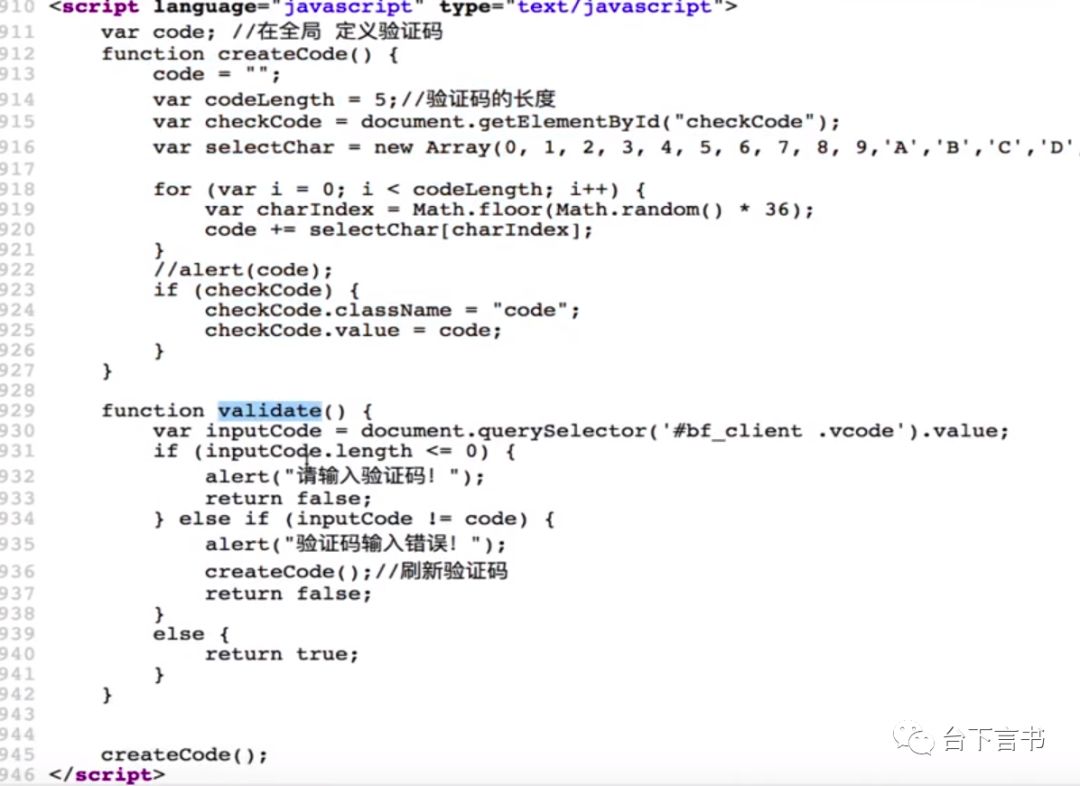 910 <script language="javascript" type="text/javascript">
911     var code; //在全局 定义验证码
912     function createCode() {
913         code = "";
914         var codeLength = 5;//验证码的长度
915         var checkCode = document.getElementById("checkCode");
916         var selectChar = new Array(0, 1, 2, 3, 4, 5, 6, 7, 8, 9,'A','B','C','D',
917
918         for (var i = 0; i < codeLength; i++) {
919             var charIndex = Math.floor(Math.random() * 36);
920             code += selectChar[charIndex];
921         }
922         //alert(code);
923         if (checkCode) {
924             checkCode.className = "code";
925             checkCode.value = code;
926         }
927     }
928
929     function validate() {
930         var inputCode = document.querySelector('#bf_client .vcode').value;
931         if (inputCode.length <= 0) {
932             alert("请输入验证码！");
933             return false;
934         } else if (inputCode != code) {
935             alert("验证码输入错误！");
936             createCode();//刷新验证码
937             return false;
938         }
939         else {
940             return true;
941         }
942     }
943
944
945     createCode();
946 </script>
台下言书